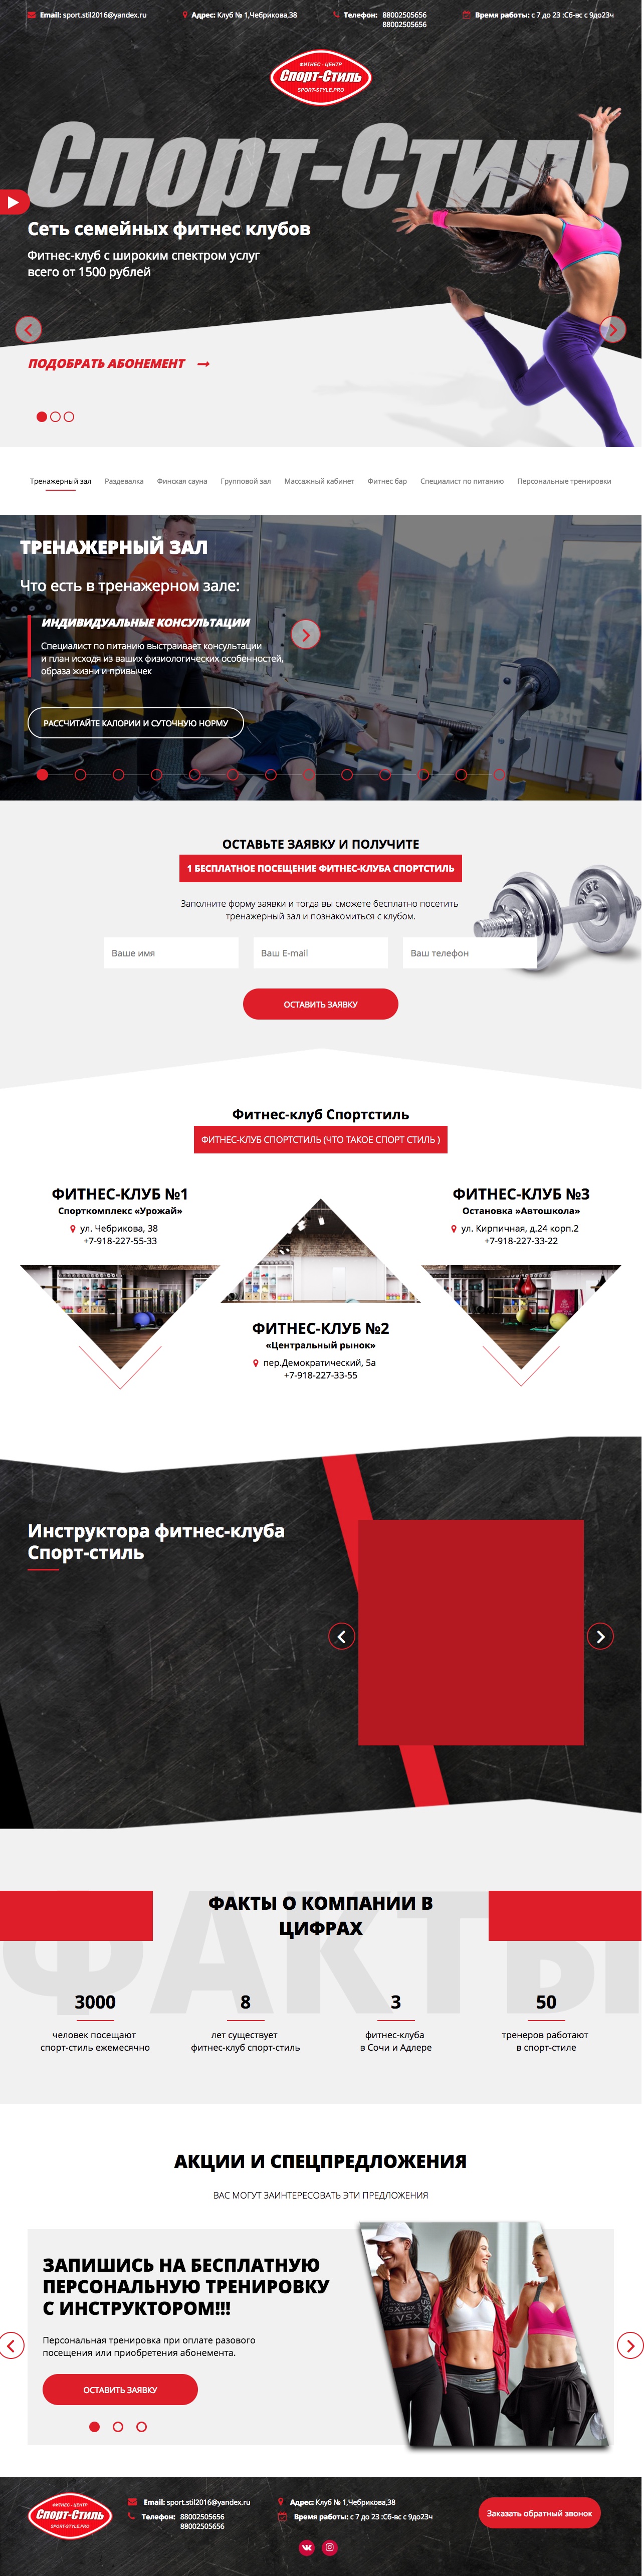 Email: sport.stil2016@yandex.ru
Адрес: Клуб № 1,Чебрикова,38
Телефон: 88002505656
88002505656
Время работы: с 7 до 23 :Сб-вс с 9до23ч
ФИТНЕС - ЦЕНТР
Спорт-Стиль
SPORT-STYLE.PRO
Спорт-Стиль
Сеть семейных фитнес клубов
Фитнес-клуб с широким спектром услуг
всего от 1500 рублей
ПОДОБРАТЬ АБОНЕМЕНТ
Тренажерный зал
Раздевалка
Финская сауна
Групповой зал
Массажный кабинет
Фитнес бар
Специалист по питанию
Персональные тренировки
ТРЕНАЖЕРНЫЙ ЗАЛ
Что есть в тренажерном зале:
ИНДИВИДУАЛЬНЫЕ КОНСУЛЬТАЦИИ
Специалист по питанию выстраивает консультации
и план исходя из ваших физиологических особенностей,
образа жизни и привычек
РАССЧИТАЙТЕ КАЛОРИИ И СУТОЧНУЮ НОРМУ
ОСТАВЬТЕ ЗАЯВКУ И ПОЛУЧИТЕ
1 БЕСПЛАТНОЕ ПОСЕЩЕНИЕ ФИТНЕС-КЛУБА СПОРТСТИЛЬ
Заполните форму заявки и тогда вы сможете бесплатно посетить
тренажерный зал и познакомиться с клубом.
Ваше имя
Ваш E-mail
Ваш телефон
ОСТАВИТЬ ЗАЯВКУ
Фитнес-клуб Спортстиль
ФИТНЕС-КЛУБ СПОРТСТИЛЬ (ЧТО ТАКОЕ СПОРТ СТИЛЬ )
ФИТНЕС-КЛУБ №1
Спорткомплекс «Урожай»
ул. Чебрикова, 38
+7-918-227-55-33
ФИТНЕС-КЛУБ №3
Остановка »Автошкола»
ул. Кирпичная, д.24 корп.2
+7-918-227-33-22
ФИТНЕС-КЛУБ №2
«Центральный рынок»
пер.Демократический, 5а
+7-918-227-33-55
Инструктора фитнес-клуба
Спорт-стиль
ФАКТЫ
ФАКТЫ О КОМПАНИИ В
ЦИФРАХ
3000
человек посещают
спорт-стиль ежемесячно
8
лет существует
фитнес-клуб спорт-стиль
3
фитнес-клуба
в Сочи и Адлере
50
тренеров работают
в спорт-стиле
АКЦИИ И СПЕЦПРЕДЛОЖЕНИЯ
ВАС МОГУТ ЗАИНТЕРЕСОВАТЬ ЭТИ ПРЕДЛОЖЕНИЯ
ЗАПИШИСЬ НА БЕСПЛАТНУЮ
ПЕРСОНАЛЬНУЮ ТРЕНИРОВКУ
С ИНСТРУКТОРОМ!!!
Персональная тренировка при оплате разового
посещения или приобретения абонемента.
ОСТАВИТЬ ЗАЯВКУ
ФИТНЕС - ЦЕНТР
Спорт-Стиль
SPORT-STYLE.PRO
Email: sport.stil2016@yandex.ru
Телефон: 88002505656
88002505656
Адрес: Клуб № 1,Чебрикова,38
Время работы: с 7 до 23 :Сб-вс с 9до23ч
Заказать обратный звонок